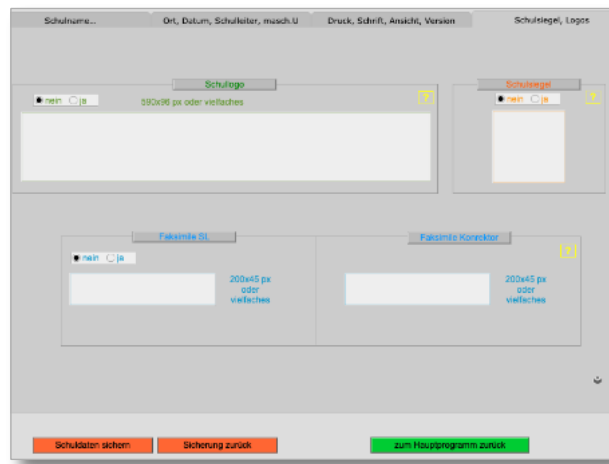 Schulname...
Ort, Datum, Schulleiter, masch.U
Druck, Schrift, Ansicht, Version
Schulsiegel, Logos
Schullogo
nein ja
590x96 px oder vielfaches
?
Schulsiegel
nein ja
?
Faksimile SL
nein ja
200x45 px
oder
vielfaches
Faksimile Konrektor
?
200x45 px
oder
vielfaches
Schuldaten sichern
Sicherung zurück
zum Hauptprogramm zurück